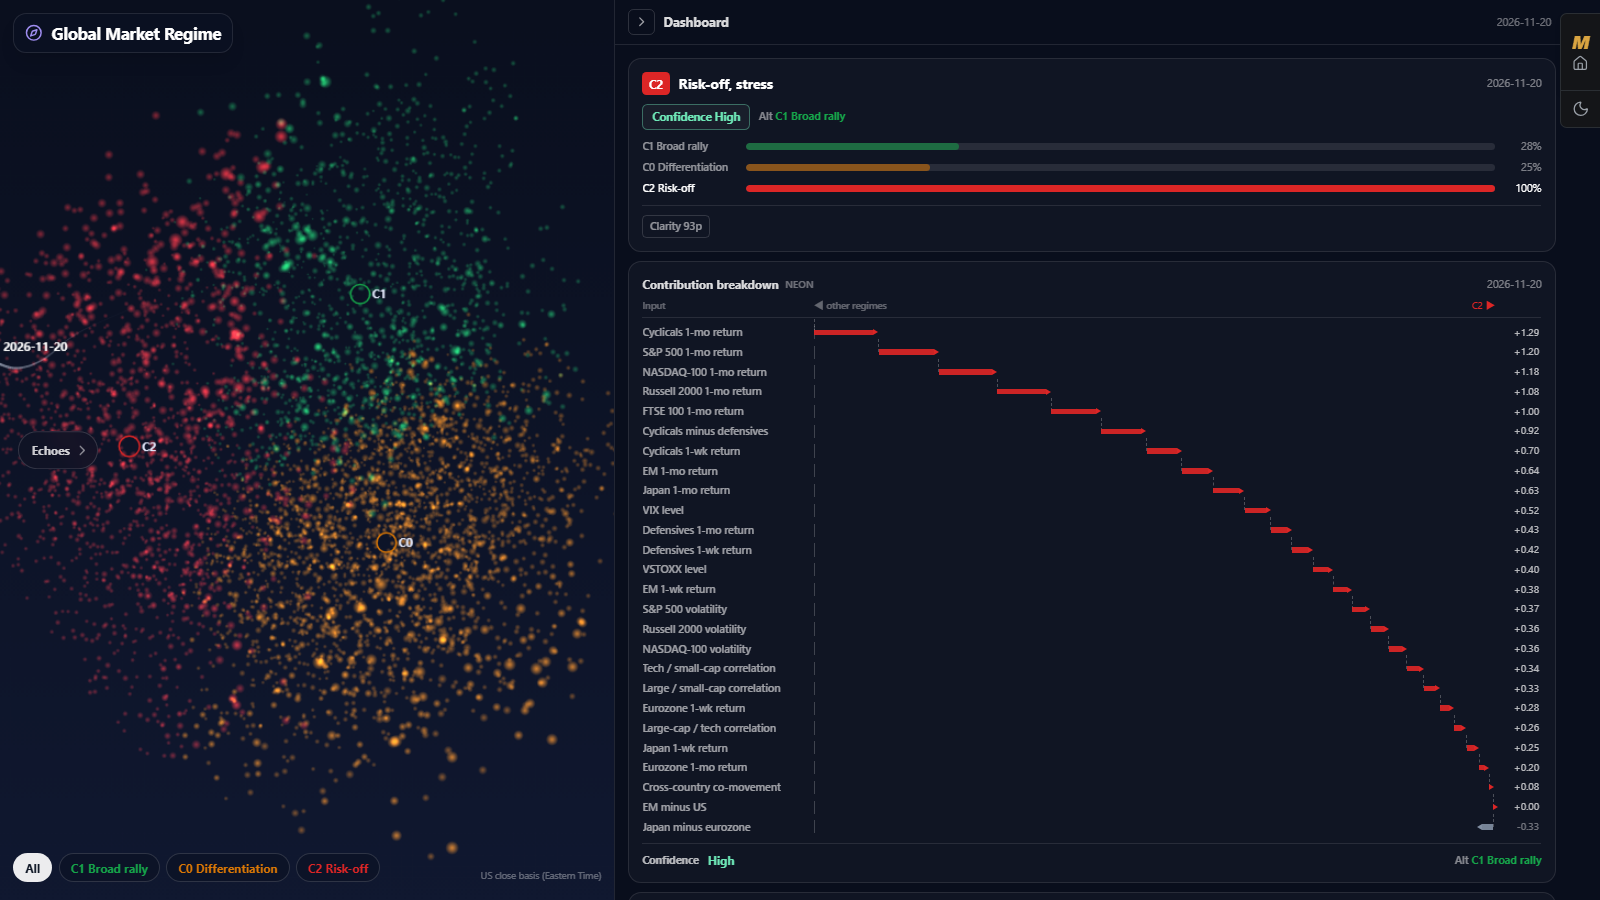 Global Market Regime
C1
2026-11-20
C2
Echoes
C0
All
C1 Broad rally
C0 Differentiation
C2 Risk-off
US close basis (Eastern Time)
Dashboard 2026-11-20
M
C2 Risk-off, stress 2026-11-20
Confidence High Alt C1 Broad rally
C1 Broad rally 28%
C0 Differentiation 25%
C2 Risk-off 100%
Clarity 93p
Contribution breakdown NEON 2026-11-20
Input ◀ other regimes C2 ▶
Cyclicals 1-mo return +1.29
S&P 500 1-mo return +1.20
NASDAQ-100 1-mo return +1.18
Russell 2000 1-mo return +1.08
FTSE 100 1-mo return +1.00
Cyclicals minus defensives +0.92
Cyclicals 1-wk return +0.70
EM 1-mo return +0.64
Japan 1-mo return +0.63
VIX level +0.52
Defensives 1-mo return +0.43
Defensives 1-wk return +0.42
VSTOXX level +0.40
EM 1-wk return +0.38
S&P 500 volatility +0.37
Russell 2000 volatility +0.36
NASDAQ-100 volatility +0.36
Tech / small-cap correlation +0.34
Large / small-cap correlation +0.33
Eurozone 1-wk return +0.28
Large-cap / tech correlation +0.26
Japan 1-wk return +0.25
Eurozone 1-mo return +0.20
Cross-country co-movement +0.08
EM minus US +0.00
Japan minus eurozone -0.33
Confidence High Alt C1 Broad rally